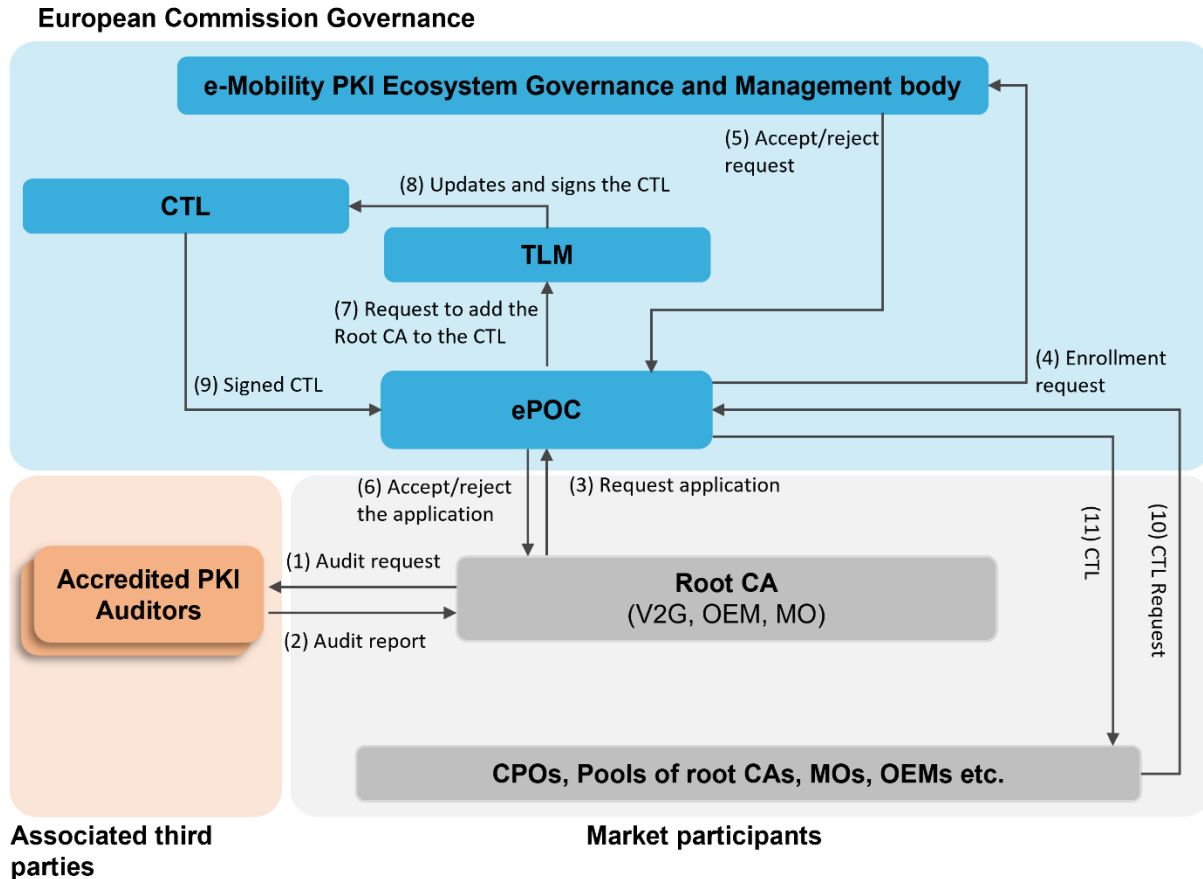 European Commission Governance
e-Mobility PKI Ecosystem Governance and Management body
(5) Accept/reject
request
(8) Updates and signs the CTL
CTL
TLM
(7) Request to add the
Root CA to the CTL
(4) Enrollment
request
(9) Signed CTL
ePOC
(6) Accept/reject
the application
(3) Request application
(11) CTL
(10) CTL Request
(1) Audit request
Accredited PKI
Auditors
Root CA
(V2G, OEM, MO)
(2) Audit report
CPOs, Pools of root CAs, MOs, OEMs etc.
Associated third
parties
Market participants